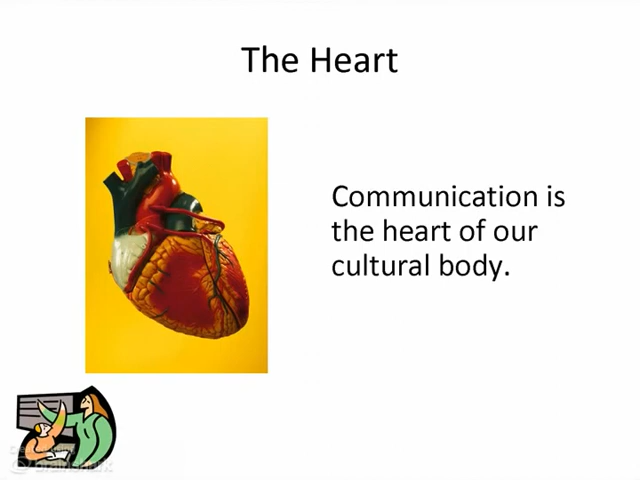 The Heart
Communication is
the heart of our
cultural body.